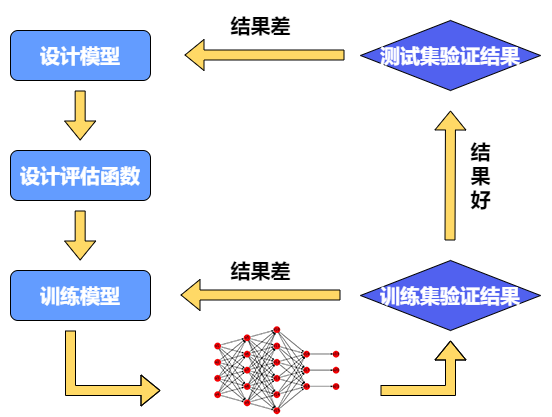 结果差
设计模型
测试集验证结果
设计评估函数
结
果
好
结果差
训练模型
训练集验证结果